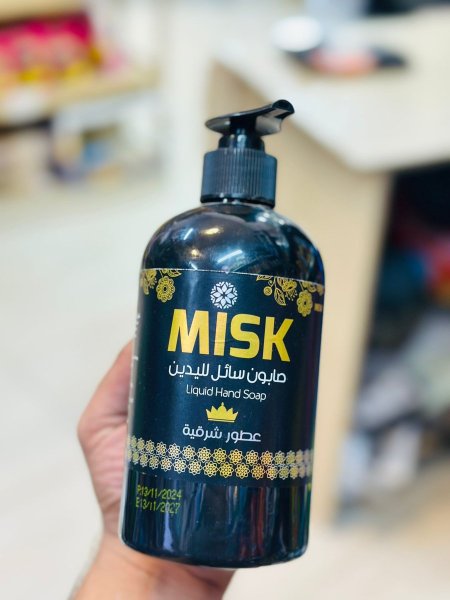 MISK
صابون سائل لليدين
Liquid Hand Soap
عطور شرقية
P:13/11/2024
E:13/11/2027